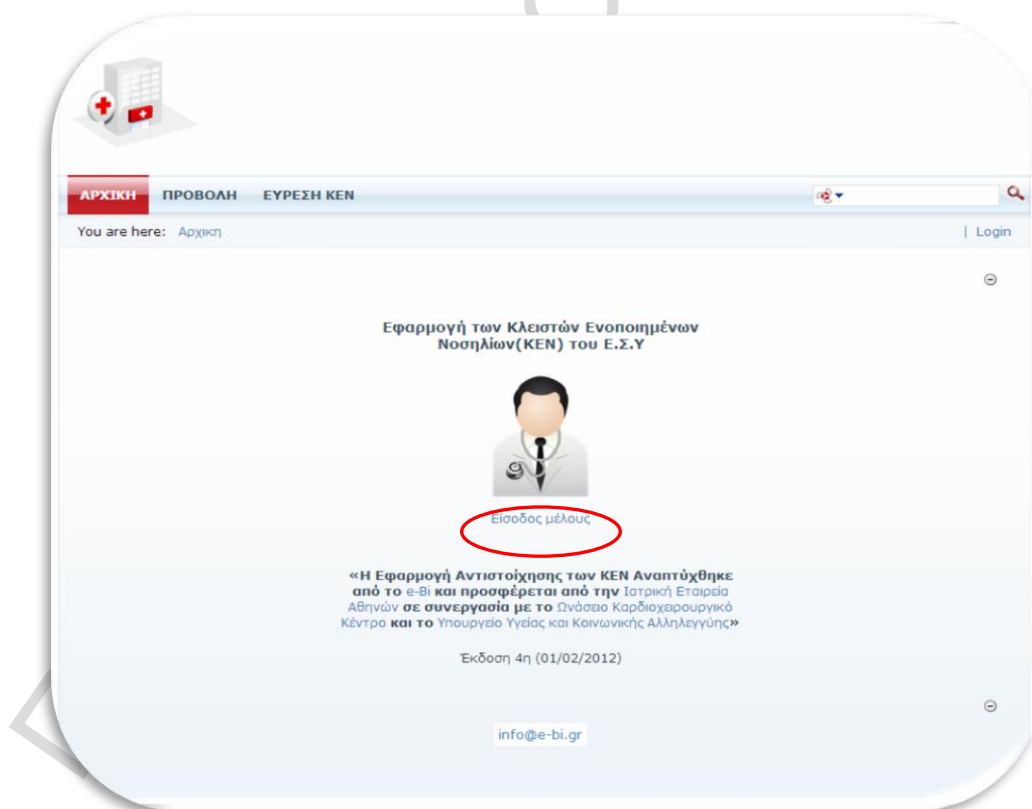 ΑΡΧΙΚΗ ΠΡΟΒΟΛΗ ΕΥΡΕΣΗ ΚΕΝ
You are here: Αρχικη | Login
Εφαρμογή των Κλειστών Ενοποιημένων
Νοσηλίων(ΚΕΝ) του Ε.Σ.Υ
Είσοδος μέλους
«Η Εφαρμογή Αντιστοίχησης των ΚΕΝ Αναπτύχθηκε
από το e-Bi και προσφέρεται από την Ιατρική Εταιρεία
Αθηνών σε συνεργασία με το Ωνάσειο Καρδιοχειρουργικό
Κέντρο και το Υπουργείο Υγείας και Κοινωνικής Αλληλεγγύης»
Έκδοση 4η (01/02/2012)
info@e-bi.gr